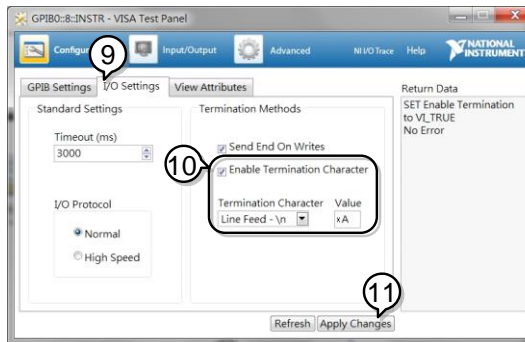 GPIB0::8::INSTR - VISA Test Panel
Configur
9
Input/Output
Advanced
NI I/O Trace
Help
NATIONAL
INSTRUMENT
GPIB Settings
I/O Settings
View Attributes
Return Data
Standard Settings
Termination Methods
SET Enable Termination
to VI_TRUE
No Error
Timeout (ms)
3000
Send End On Writes
10
Enable Termination Character
I/O Protocol
Termination Character
Value
Line Feed - \n
xA
Normal
High Speed
11
Refresh
Apply Changes